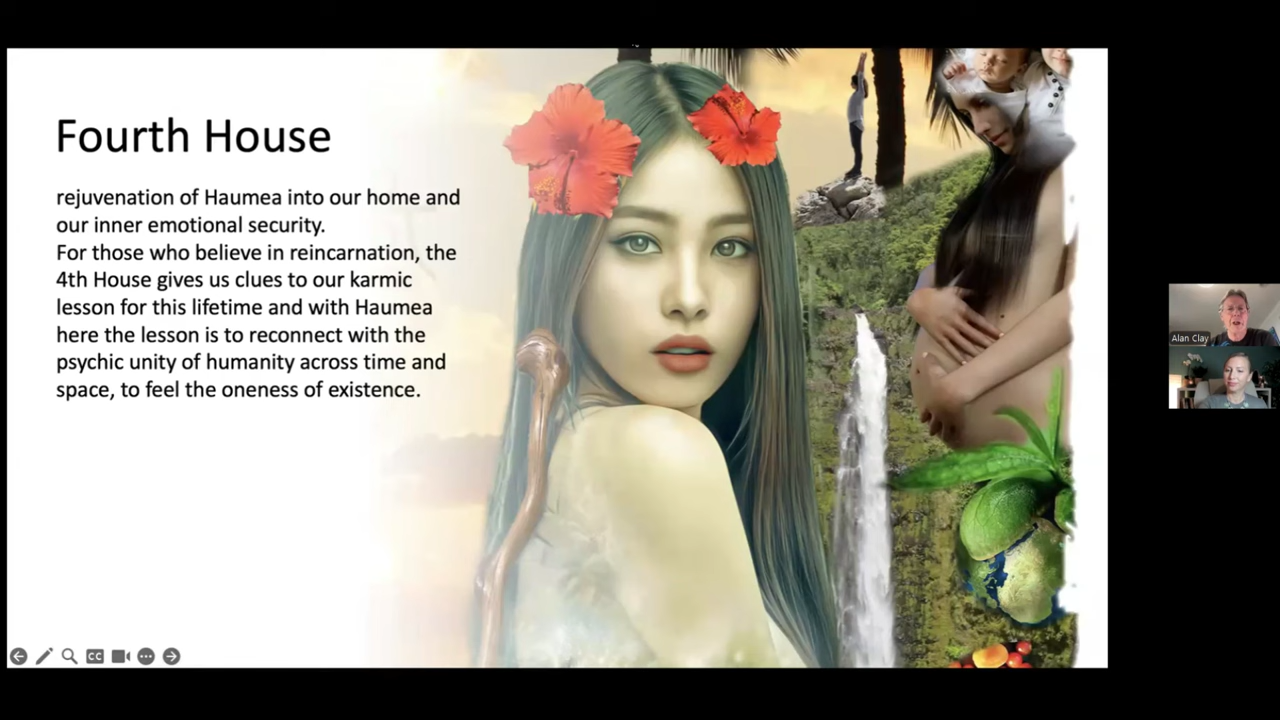 Fourth House
rejuvenation of Haumea into our home and
our inner emotional security.
For those who believe in reincarnation, the
4th House gives us clues to our karmic
lesson for this lifetime and with Haumea
here the lesson is to reconnect with the
psychic unity of humanity across time and
space, to feel the oneness of existence.
Alan Clay
CC